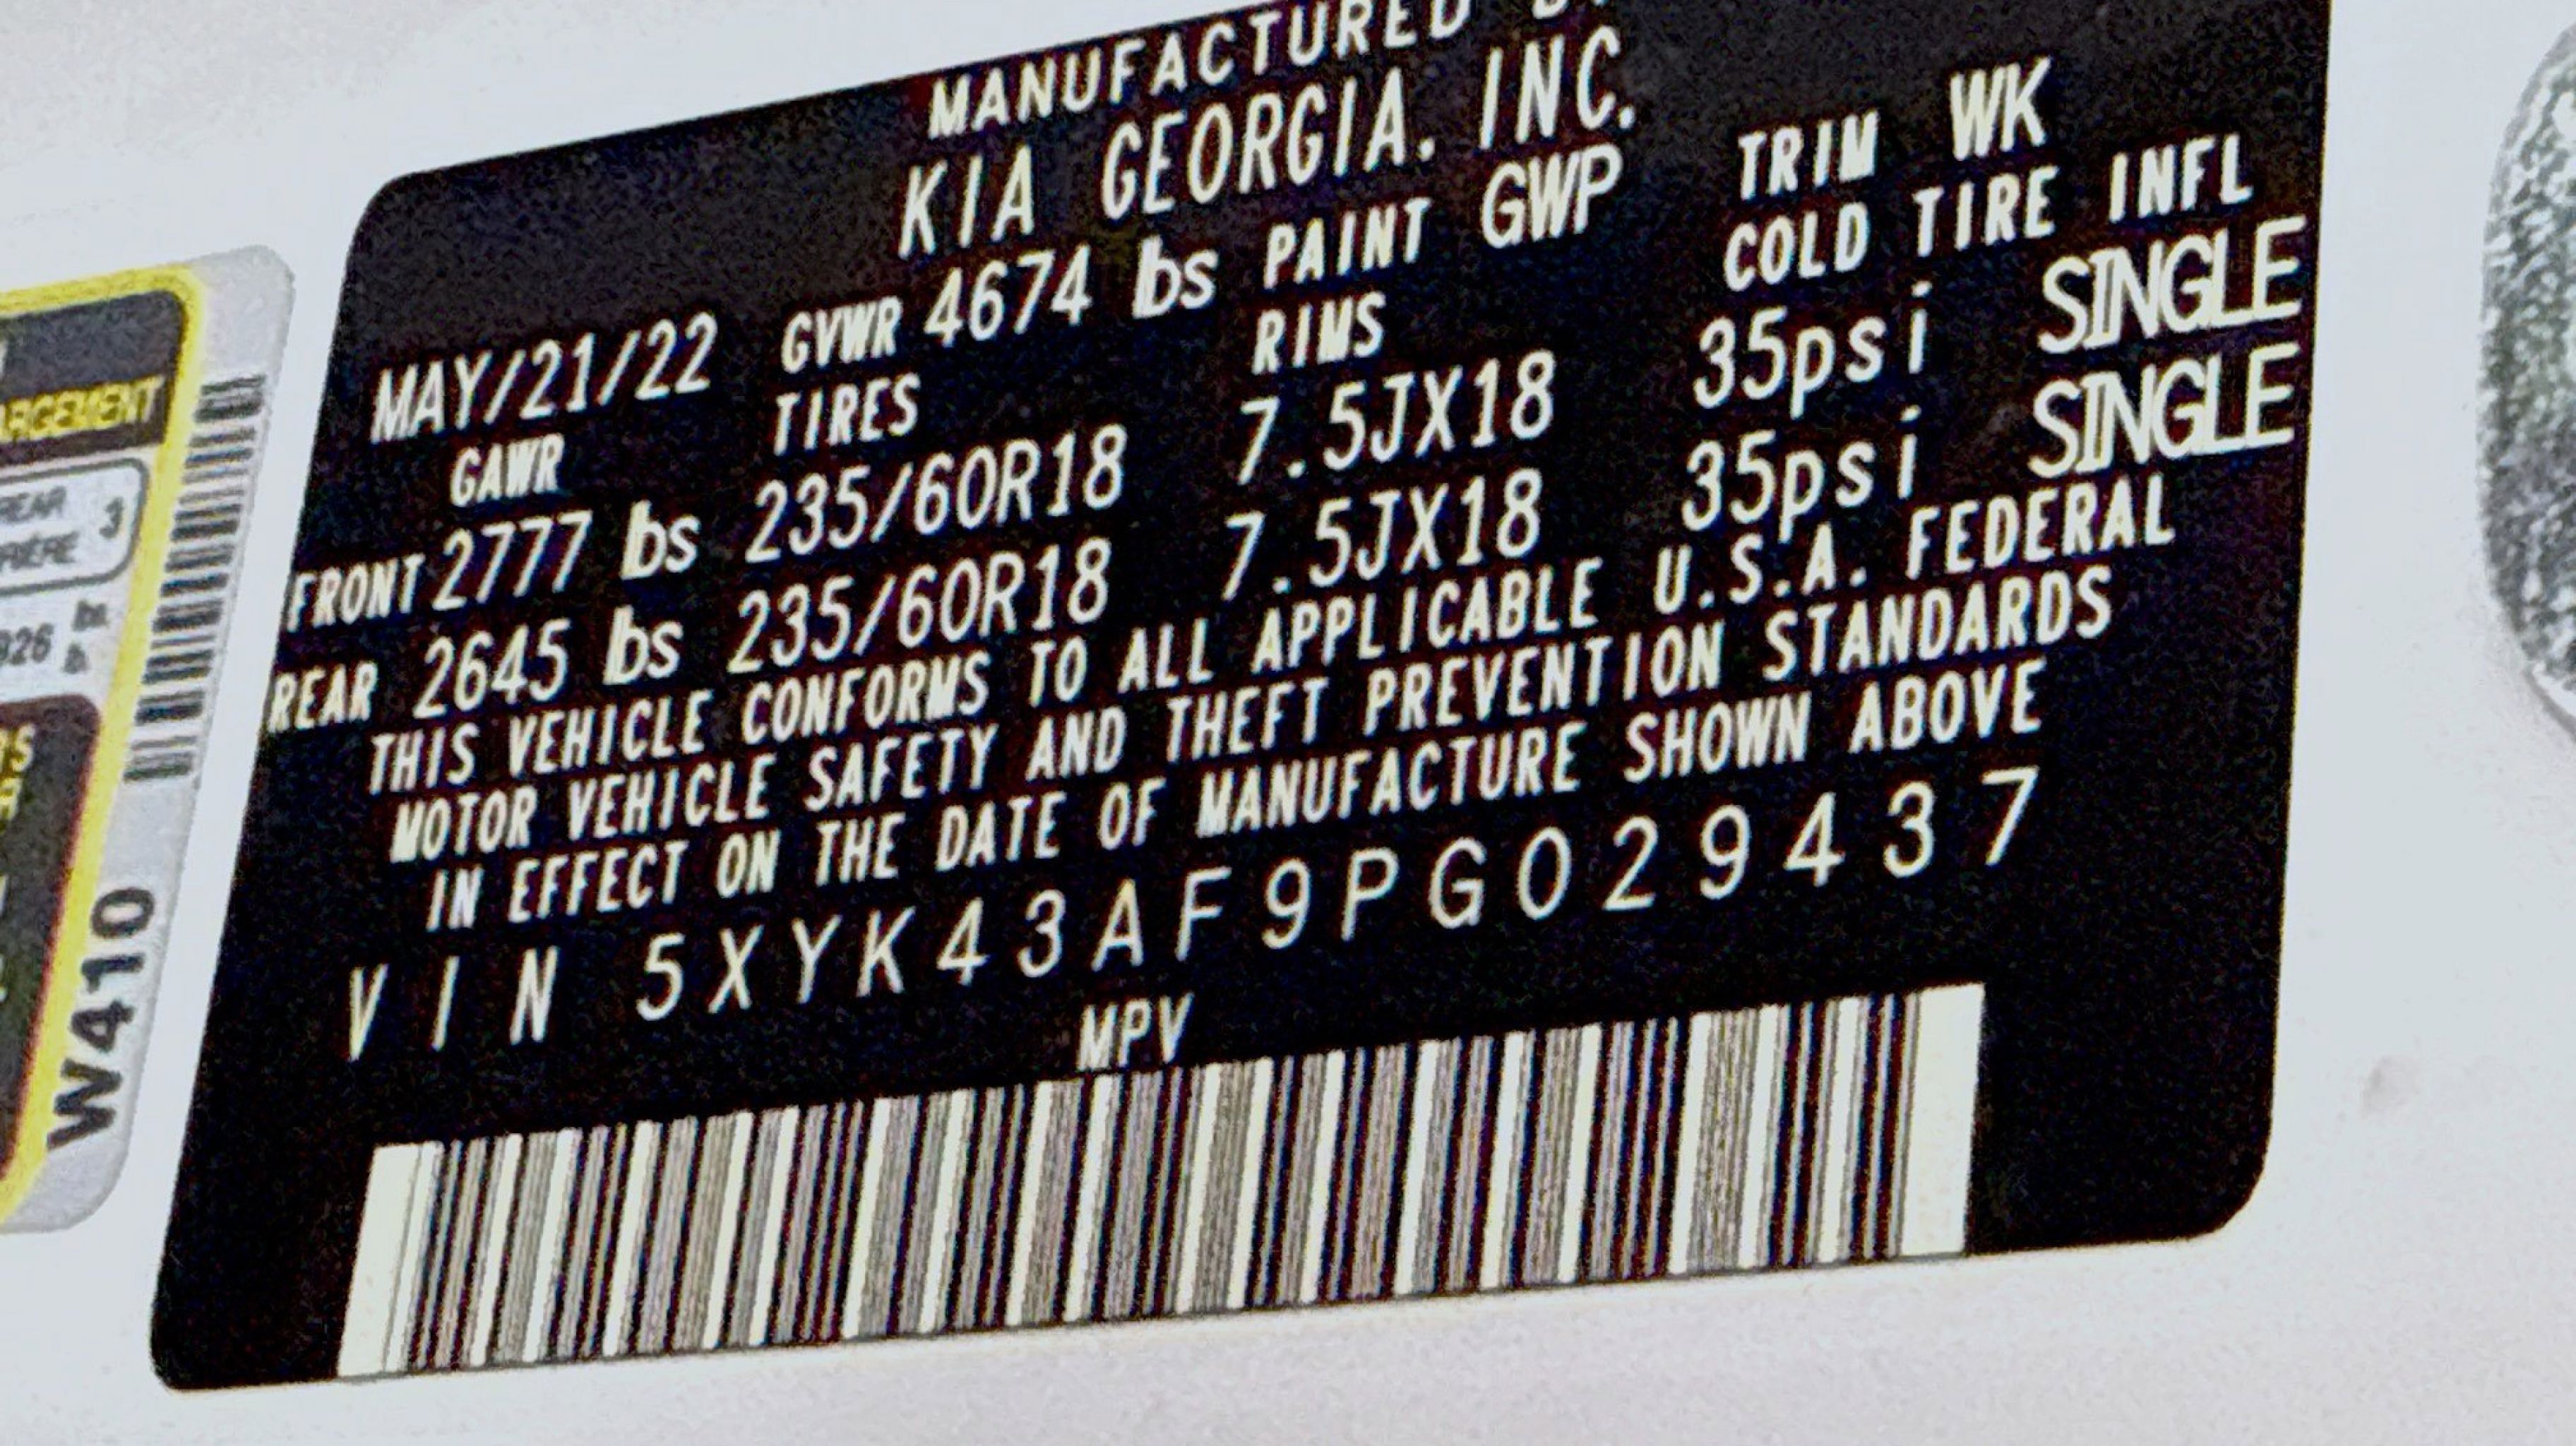 MANUFACTURED
KIA GEORGIA. INC.
MAY/21/22 GVWR 4674 lbs PAINT GWP TRIM WK
GAWR TIRES RIMS COLD TIRE INFL
FRONT 2777 lbs 235/60R18 7.5JX18 35psi SINGLE
REAR 2645 lbs 235/60R18 7.5JX18 35psi SINGLE
THIS VEHICLE CONFORMS TO ALL APPLICABLE U.S.A. FEDERAL
MOTOR VEHICLE SAFETY AND THEFT PREVENTION STANDARDS
IN EFFECT ON THE DATE OF MANUFACTURE SHOWN ABOVE
VIN 5XYK43AF9PG029437
MPV
ARGEMENT
REAR
3
W410